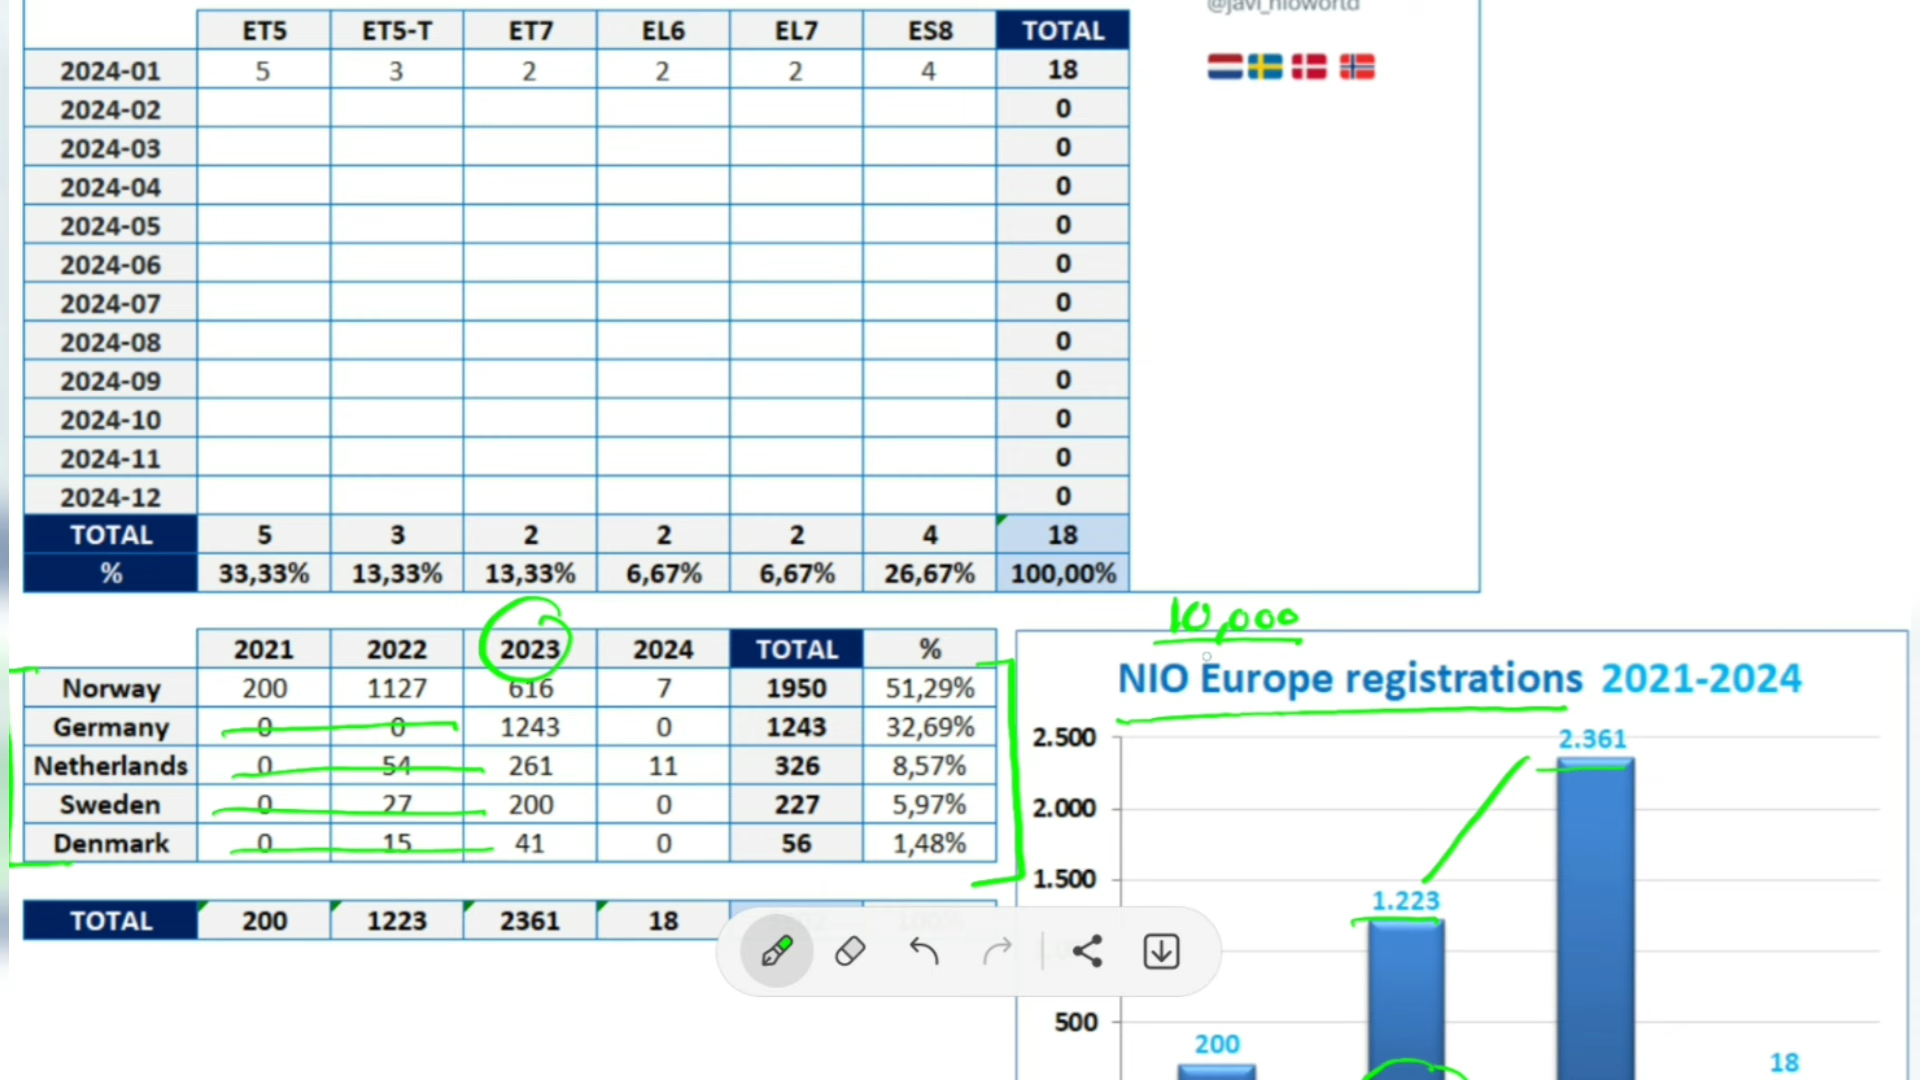 @javi_nioworld
ET5 ET5-T ET7 EL6 EL7 ES8 TOTAL
2024-01 5 3 2 2 2 4 18
2024-02 0
2024-03 0
2024-04 0
2024-05 0
2024-06 0
2024-07 0
2024-08 0
2024-09 0
2024-10 0
2024-11 0
2024-12 0
TOTAL 5 3 2 2 2 4 18
% 33,33% 13,33% 13,33% 6,67% 6,67% 26,67% 100,00%
2021 2022 2023 2024 TOTAL %
Norway 200 1127 616 7 1950 51,29%
Germany 0 0 1243 0 1243 32,69%
Netherlands 0 54 261 11 326 8,57%
Sweden 0 27 200 0 227 5,97%
Denmark 0 15 41 0 56 1,48%
TOTAL 200 1223 2361 18
10,000
NIO Europe registrations 2021-2024
2.500
2.361
2.000
1.500
1.223
500
200
18